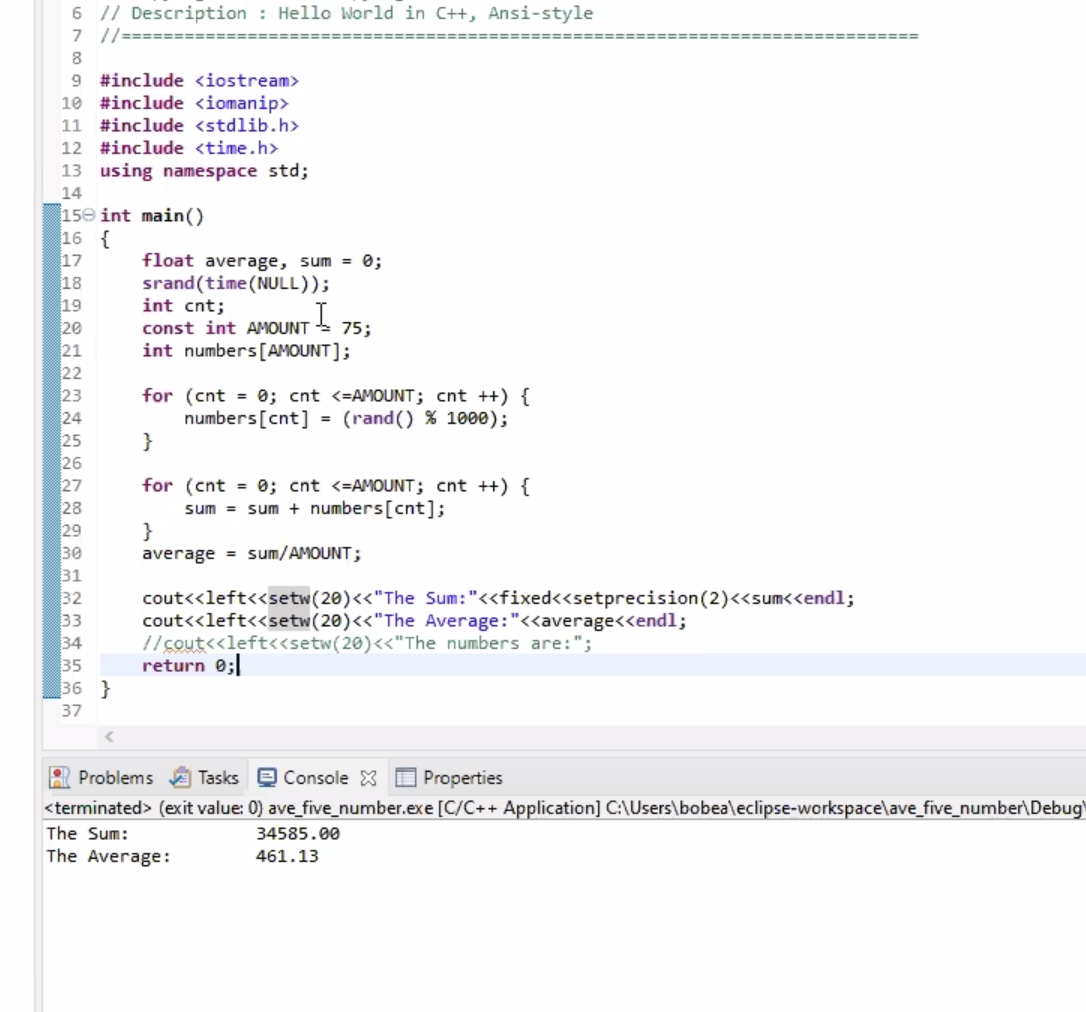 6 // Description : Hello World in C++, Ansi-style
7 //============================================================================
8
9 #include <iostream>
10 #include <iomanip>
11 #include <stdlib.h>
12 #include <time.h>
13 using namespace std;
14
15 int main()
16 {
17     float average, sum = 0;
18     srand(time(NULL));
19     int cnt;
20     const int AMOUNT = 75;
21     int numbers[AMOUNT];
22
23     for (cnt = 0; cnt <=AMOUNT; cnt ++) {
24         numbers[cnt] = (rand() % 1000);
25     }
26
27     for (cnt = 0; cnt <=AMOUNT; cnt ++) {
28         sum = sum + numbers[cnt];
29     }
30     average = sum/AMOUNT;
31
32     cout<<left<<setw(20)<<"The Sum:"<<fixed<<setprecision(2)<<sum<<endl;
33     cout<<left<<setw(20)<<"The Average:"<<average<<endl;
34     //cout<<left<<setw(20)<<"The numbers are:";
35     return 0;
36 }
37
Problems Tasks Console Properties
<terminated> (exit value: 0) ave_five_number.exe [C/C++ Application] C:\Users\bobea\eclipse-workspace\ave_five_number\Debug\
The Sum:            34585.00
The Average:        461.13